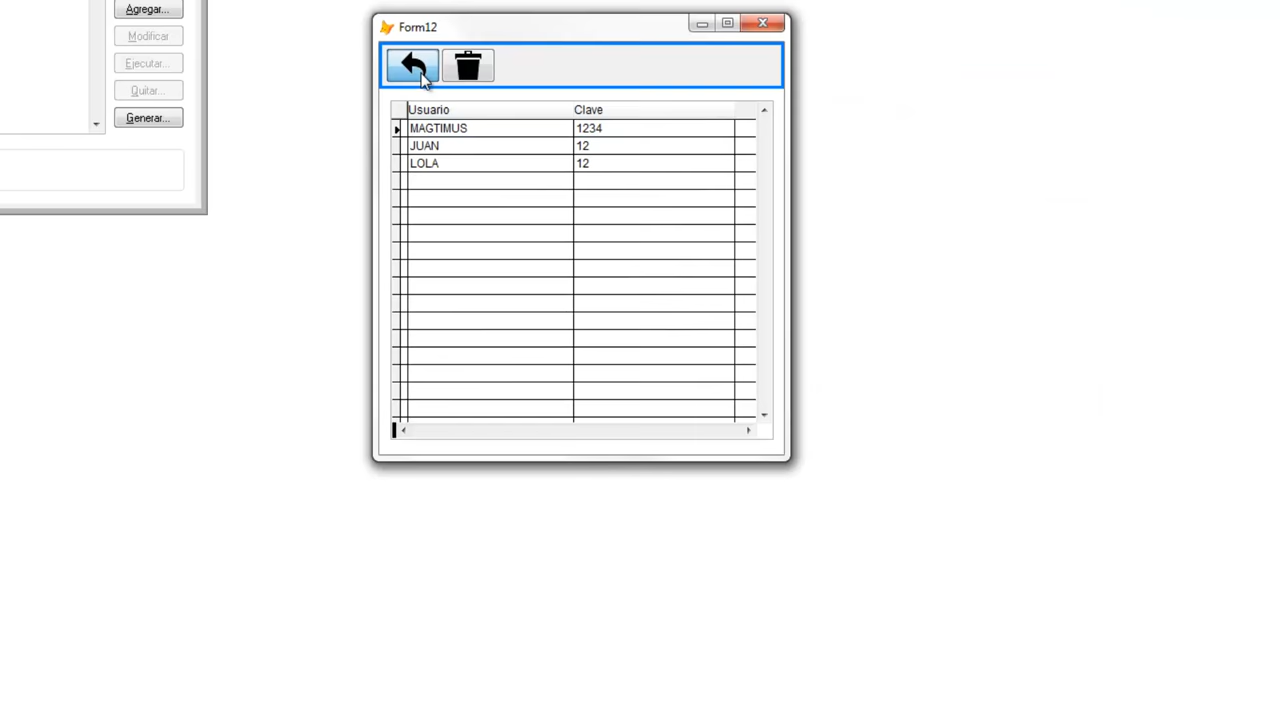 Agregar...
Modificar
Ejecutar...
Quitar...
Generar...
Form12
Usuario Clave
MAGTIMUS 1234
JUAN 12
LOLA 12